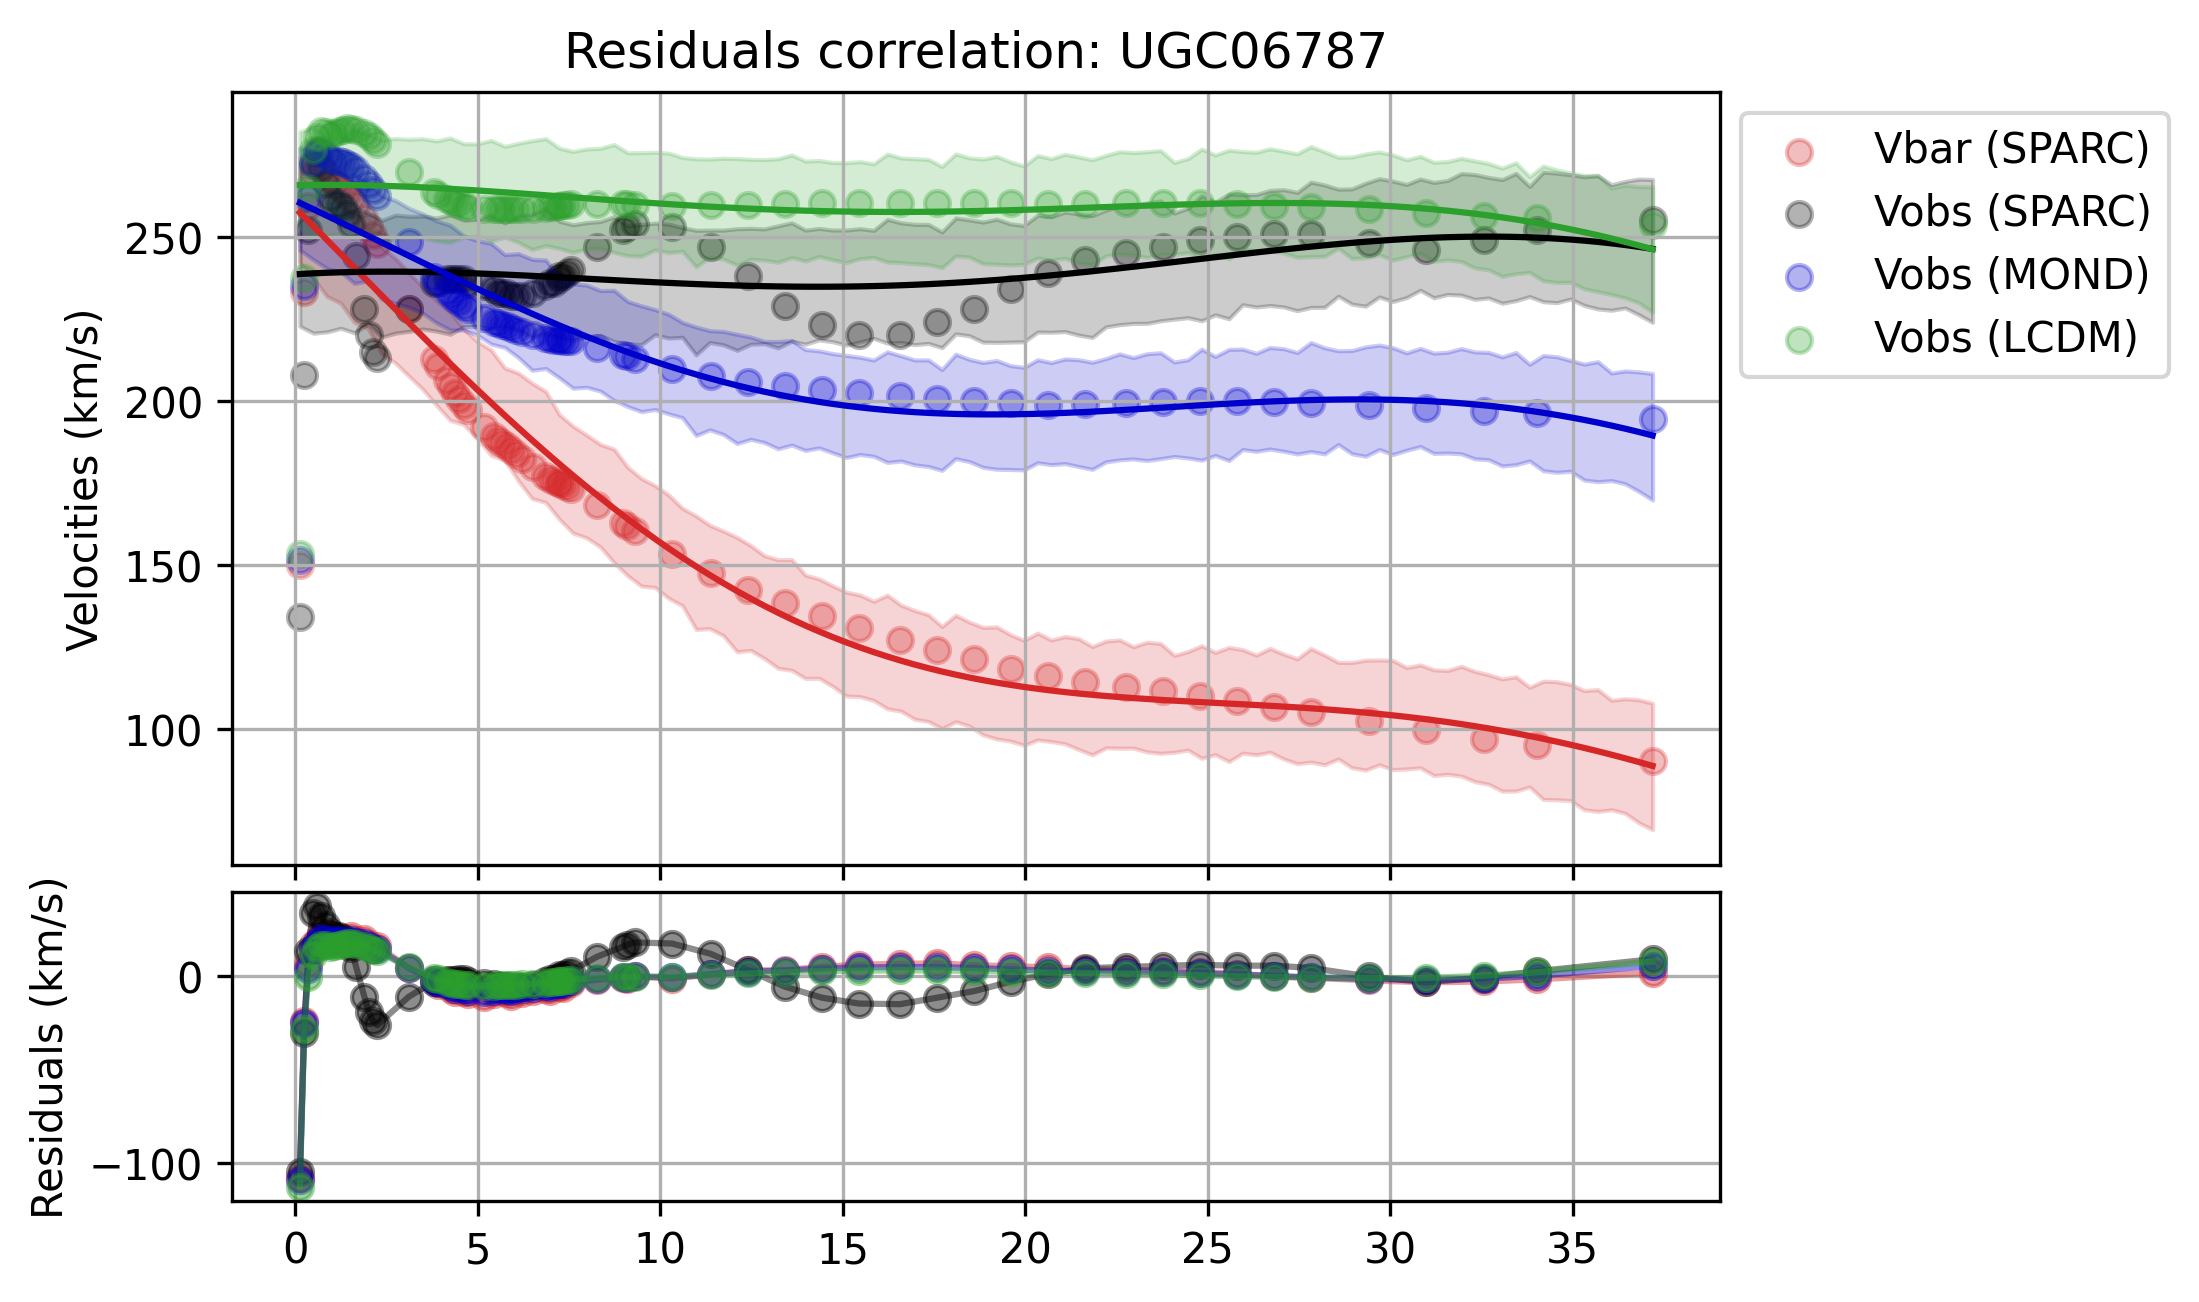 Residuals correlation: UGC06787
Velocities (km/s)
250
200
150
100
Vbar (SPARC)
Vobs (SPARC)
Vobs (MOND)
Vobs (LCDM)
Residuals (km/s)
0
−100
0 5 10 15 20 25 30 35